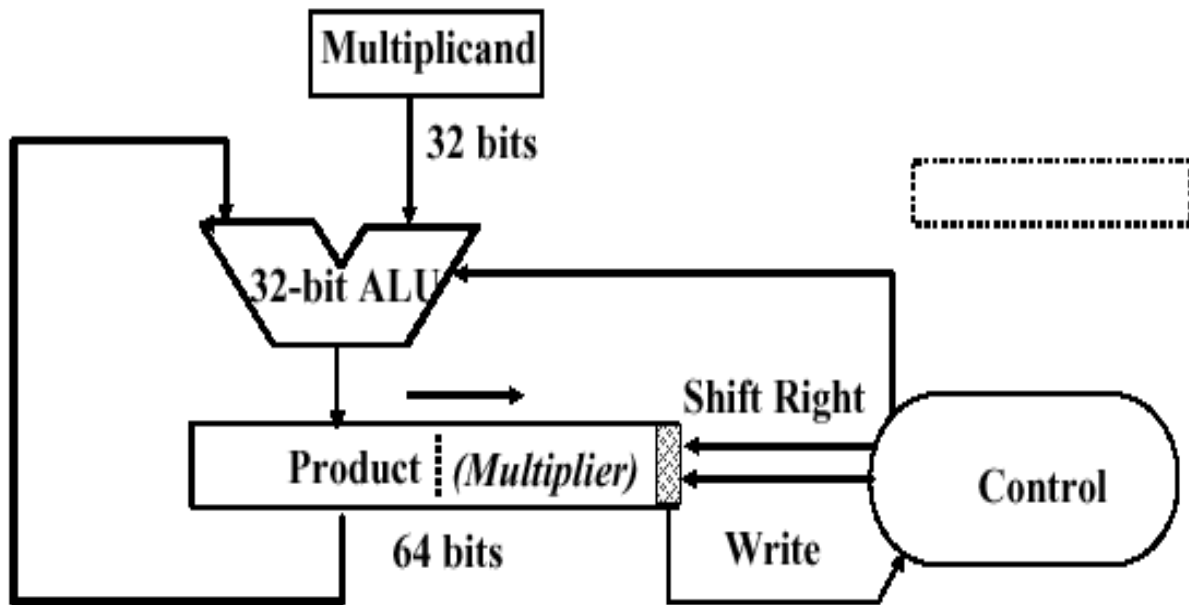 Multiplicand
32 bits
32-bit ALU
Shift Right
Product
(Multiplier)
Control
64 bits
Write